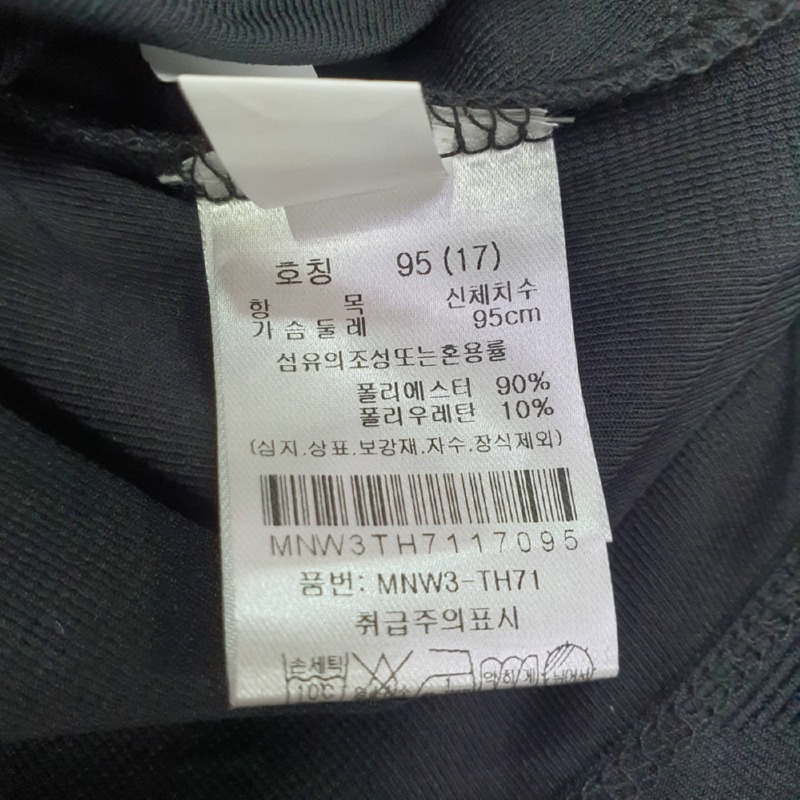 호칭 95 (17)
항 목 신체치수
가슴둘레 95cm
섬유의조성또는혼용률
폴리에스터 90%
폴리우레탄 10%
(심지.상표.보강재.자수.장식제외)
MNW3TH7117095
품번: MNW3-TH71
취급주의표시
손세탁 약하게